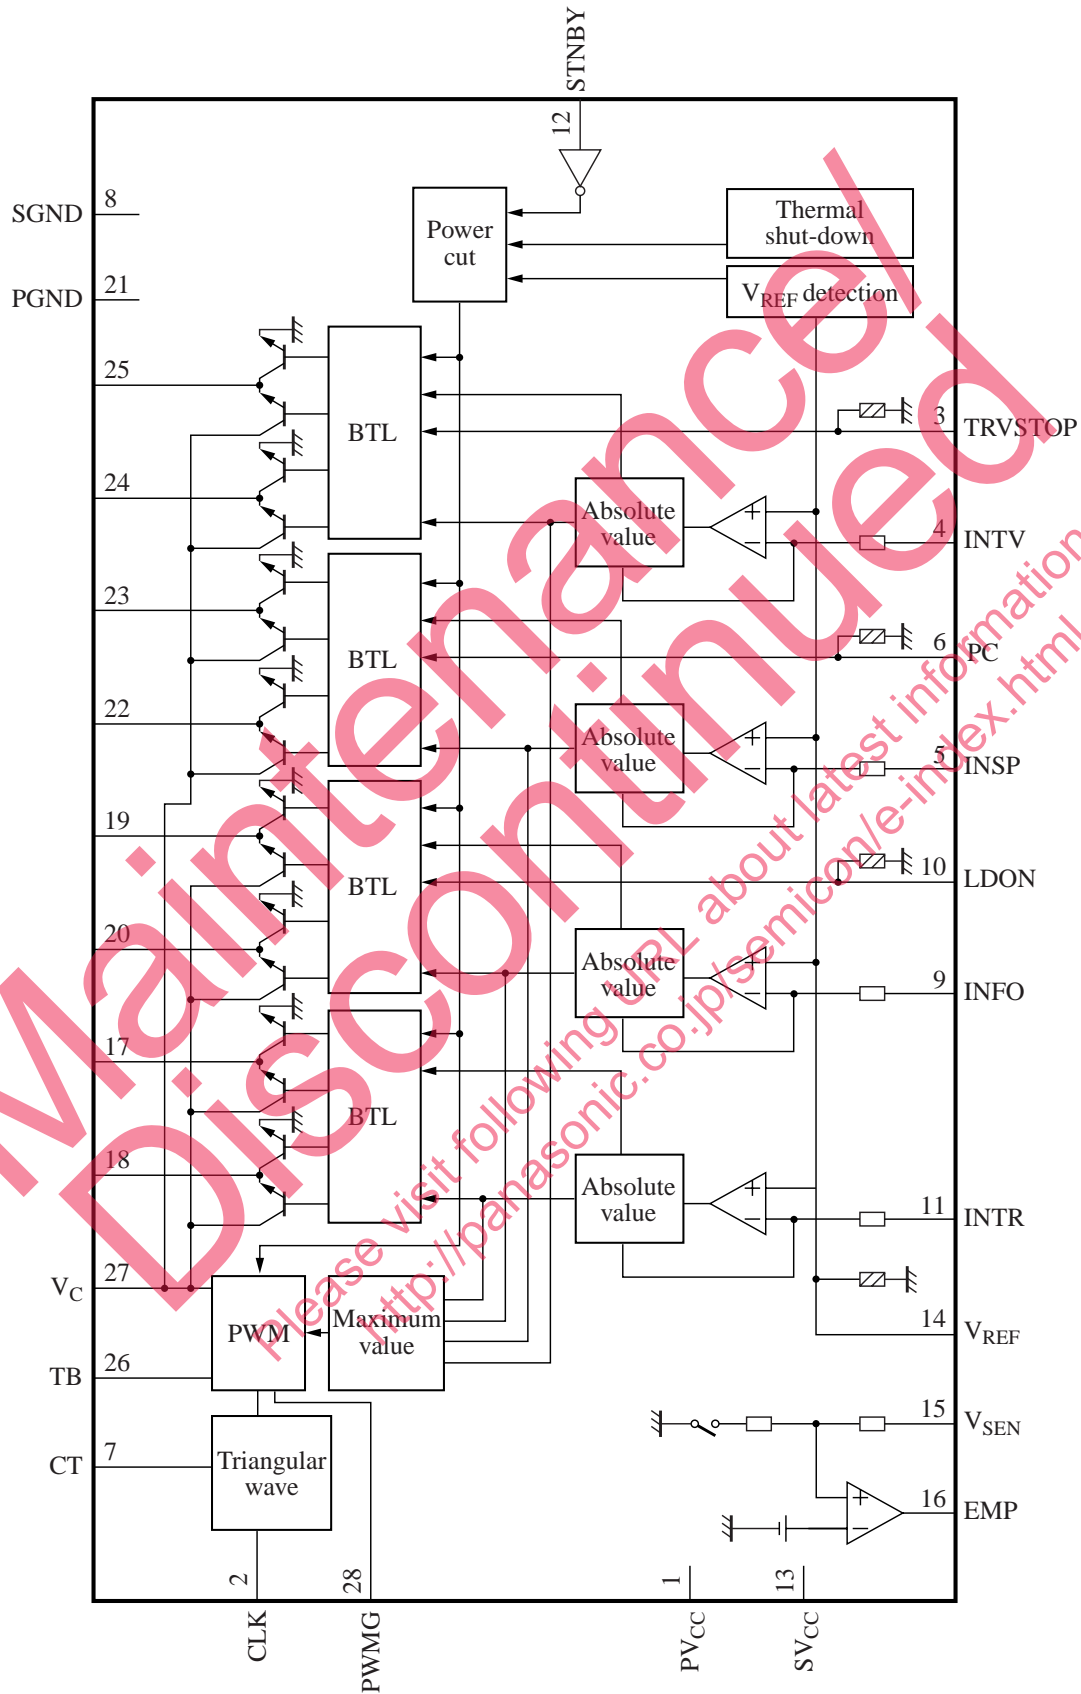 STNBY
12
SGND
8
PGND
21
Power
cut
Thermal
shut-down
VREF detection
25
24
BTL
3
TRVSTOP
Absolute
value
+
−
4
INTV
23
22
BTL
6
PC
Absolute
value
+
−
5
INSP
19
20
BTL
10
LDON
Absolute
value
+
−
9
INFO
17
18
BTL
Absolute
value
+
−
11
INTR
VC
27
PWM
Maximum
value
14
VREF
TB
26
CT
7
Triangular
wave
15
VSEN
+
−
16
EMP
2
CLK
28
PWMG
1
PVCC
13
SVCC
Maintenance/
Discontinued
Please visit following URL about latest information
http://panasonic.co.jp/semicon/e-index.html